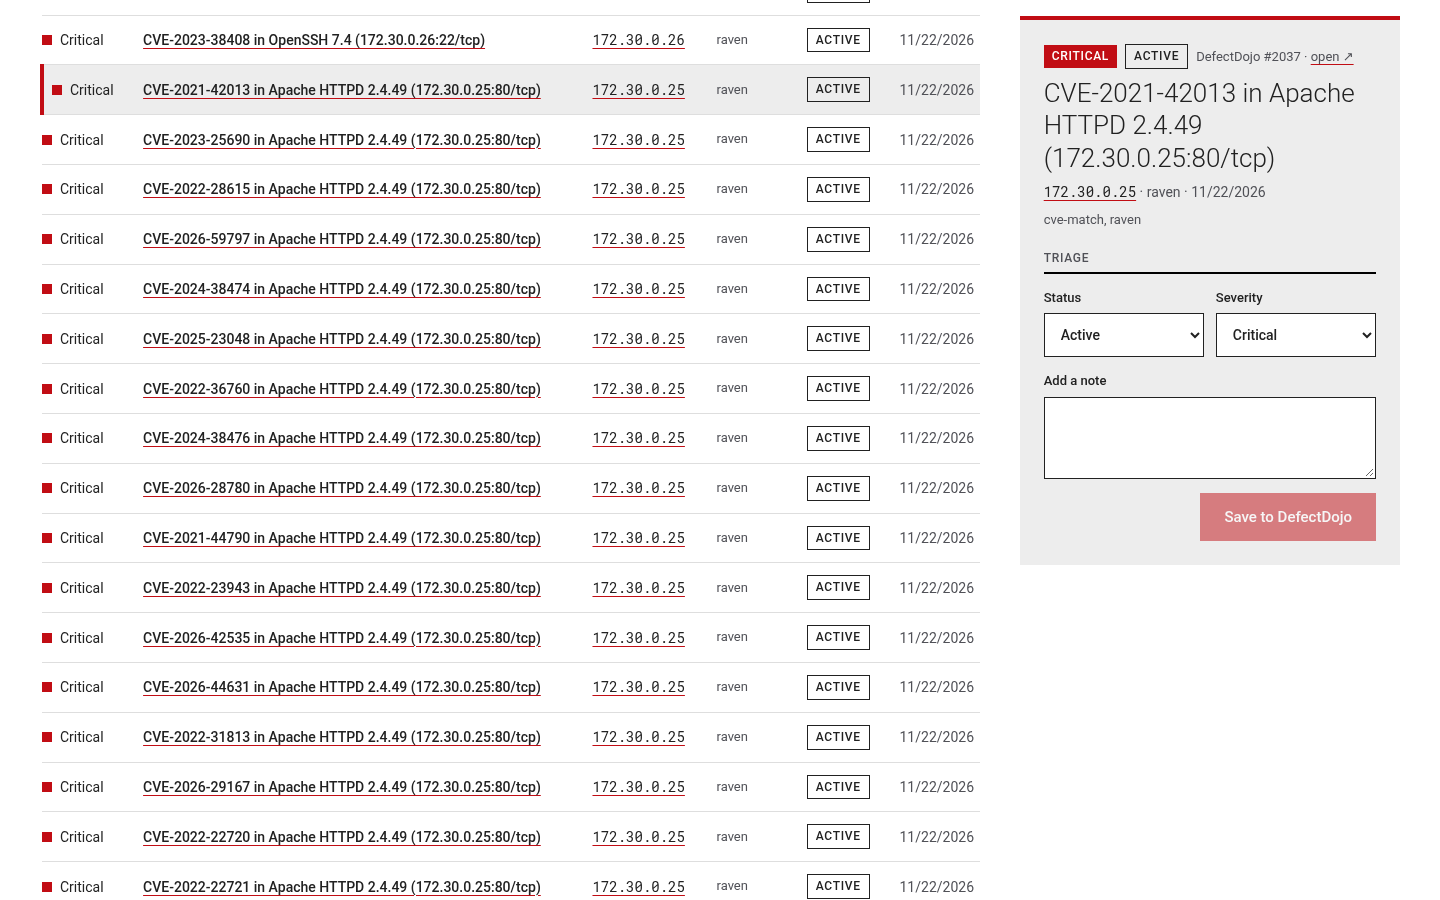 Critical CVE-2023-38408 in OpenSSH 7.4 (172.30.0.26:22/tcp) 172.30.0.26 raven ACTIVE 11/22/2026
Critical CVE-2021-42013 in Apache HTTPD 2.4.49 (172.30.0.25:80/tcp) 172.30.0.25 raven ACTIVE 11/22/2026
Critical CVE-2023-25690 in Apache HTTPD 2.4.49 (172.30.0.25:80/tcp) 172.30.0.25 raven ACTIVE 11/22/2026
Critical CVE-2022-28615 in Apache HTTPD 2.4.49 (172.30.0.25:80/tcp) 172.30.0.25 raven ACTIVE 11/22/2026
Critical CVE-2026-59797 in Apache HTTPD 2.4.49 (172.30.0.25:80/tcp) 172.30.0.25 raven ACTIVE 11/22/2026
Critical CVE-2024-38474 in Apache HTTPD 2.4.49 (172.30.0.25:80/tcp) 172.30.0.25 raven ACTIVE 11/22/2026
Critical CVE-2025-23048 in Apache HTTPD 2.4.49 (172.30.0.25:80/tcp) 172.30.0.25 raven ACTIVE 11/22/2026
Critical CVE-2022-36760 in Apache HTTPD 2.4.49 (172.30.0.25:80/tcp) 172.30.0.25 raven ACTIVE 11/22/2026
Critical CVE-2024-38476 in Apache HTTPD 2.4.49 (172.30.0.25:80/tcp) 172.30.0.25 raven ACTIVE 11/22/2026
Critical CVE-2026-28780 in Apache HTTPD 2.4.49 (172.30.0.25:80/tcp) 172.30.0.25 raven ACTIVE 11/22/2026
Critical CVE-2021-44790 in Apache HTTPD 2.4.49 (172.30.0.25:80/tcp) 172.30.0.25 raven ACTIVE 11/22/2026
Critical CVE-2022-23943 in Apache HTTPD 2.4.49 (172.30.0.25:80/tcp) 172.30.0.25 raven ACTIVE 11/22/2026
Critical CVE-2026-42535 in Apache HTTPD 2.4.49 (172.30.0.25:80/tcp) 172.30.0.25 raven ACTIVE 11/22/2026
Critical CVE-2026-44631 in Apache HTTPD 2.4.49 (172.30.0.25:80/tcp) 172.30.0.25 raven ACTIVE 11/22/2026
Critical CVE-2022-31813 in Apache HTTPD 2.4.49 (172.30.0.25:80/tcp) 172.30.0.25 raven ACTIVE 11/22/2026
Critical CVE-2026-29167 in Apache HTTPD 2.4.49 (172.30.0.25:80/tcp) 172.30.0.25 raven ACTIVE 11/22/2026
Critical CVE-2022-22720 in Apache HTTPD 2.4.49 (172.30.0.25:80/tcp) 172.30.0.25 raven ACTIVE 11/22/2026
Critical CVE-2022-22721 in Apache HTTPD 2.4.49 (172.30.0.25:80/tcp) 172.30.0.25 raven ACTIVE 11/22/2026
CRITICAL ACTIVE DefectDojo #2037 · open ↗
CVE-2021-42013 in Apache
HTTPD 2.4.49
(172.30.0.25:80/tcp)
172.30.0.25 · raven · 11/22/2026
cve-match, raven
TRIAGE
Status Severity
Active Critical
Add a note
Save to DefectDojo